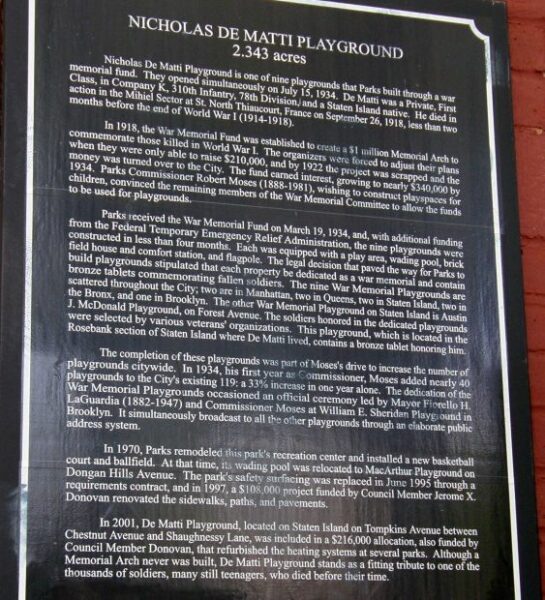 NICHOLAS DE MATTI PLAYGROUND
2.343 acres
Nicholas De Matti Playground is one of nine playgrounds that Parks built through a war
memorial fund. They opened simultaneously on July 15, 1934. De Matti was a Private, First
Class, in Company K, 310th Infantry, 78th Division, and a Staten Island native. He died in
action in the Mihiel Sector at St. North Thiaucourt, France on September 26, 1918, less than two
months before the end of World War I (1914-1918).
In 1918, the War Memorial Fund was established to create a $1 million Memorial Arch to
commemorate those killed in World War I. The organizers were forced to adjust their plans
when they were only able to raise $210,000, and by 1922 the project was scrapped and the
money was turned over to the City. The fund earned interest, growing to nearly $340,000 by
1934. Parks Commissioner Robert Moses (1888-1981), wishing to construct playspaces for
children, convinced the remaining members of the War Memorial Committee to allow the funds
to be used for playgrounds.
Parks received the War Memorial Fund on March 19, 1934, and, with additional funding
from the Federal Temporary Emergency Relief Administration, the nine playgrounds were
constructed in less than four months. Each was equipped with a play area, wading pool, brick
field house and comfort station, and flagpole. The legal decision that paved the way for Parks to
build playgrounds stipulated that each property be dedicated as a war memorial and contain
bronze tablets commemorating fallen soldiers. The nine War Memorial Playgrounds are
scattered throughout the City; two are in Manhattan, two in Queens, two in Staten Island, two in
the Bronx, and one in Brooklyn. The other War Memorial Playground on Staten Island is Austin
J. McDonald Playground, on Forest Avenue. The soldiers honored in the dedicated playgrounds
were selected by various veterans' organizations. This playground, which is located in the
Rosebank section of Staten Island where De Matti lived, contains a bronze tablet honoring him.
The completion of these playgrounds was part of Moses's drive to increase the number of
playgrounds citywide. In 1934, his first year as Commissioner, Moses added nearly 40
playgrounds to the City's existing 119; a 33% increase in one year alone. The dedication of the
War Memorial Playgrounds occasioned an official ceremony led by Mayor Fiorello H.
LaGuardia (1882-1947) and Commissioner Moses at William E. Sheridan Playground in
Brooklyn. It simultaneously broadcast to all the other playgrounds through an elaborate public
address system.
In 1970, Parks remodeled this park's recreation center and installed a new basketball
court and ballfield. At that time, its wading pool was relocated to MacArthur Playground on
Dongan Hills Avenue. The park's safety surfacing was replaced in June 1995 through a
requirements contract, and in 1997, a $108,000 project funded by Council Member Jerome X.
Donovan renovated the sidewalks, paths, and pavements.
In 2001, De Matti Playground, located on Staten Island on Tompkins Avenue between
Chestnut Avenue and Shaughnessy Lane, was included in a $216,000 allocation, also funded by
Council Member Donovan, that refurbished the heating systems at several parks. Although a
Memorial Arch was never built, De Matti Playground stands as a fitting tribute to one of the
thousands of soldiers, many still teenagers, who died before their time.